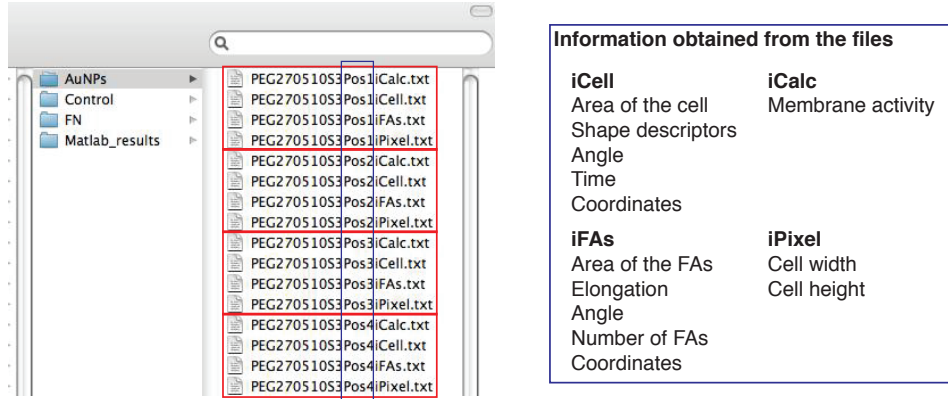 AuNPs
Control
FN
Matlab_results
PEG270510S3Pos1iCalc.txt
PEG270510S3Pos1iCell.txt
PEG270510S3Pos1iFAs.txt
PEG270510S3Pos1iPixel.txt
PEG270510S3Pos2iCalc.txt
PEG270510S3Pos2iCell.txt
PEG270510S3Pos2iFAs.txt
PEG270510S3Pos2iPixel.txt
PEG270510S3Pos3iCalc.txt
PEG270510S3Pos3iCell.txt
PEG270510S3Pos3iFAs.txt
PEG270510S3Pos3iPixel.txt
PEG270510S3Pos4iCalc.txt
PEG270510S3Pos4iCell.txt
PEG270510S3Pos4iFAs.txt
PEG270510S3Pos4iPixel.txt
Information obtained from the files
iCell
Area of the cell
Shape descriptors
Angle
Time
Coordinates
iCalc
Membrane activity
iFAs
Area of the FAs
Elongation
Angle
Number of FAs
Coordinates
iPixel
Cell width
Cell height